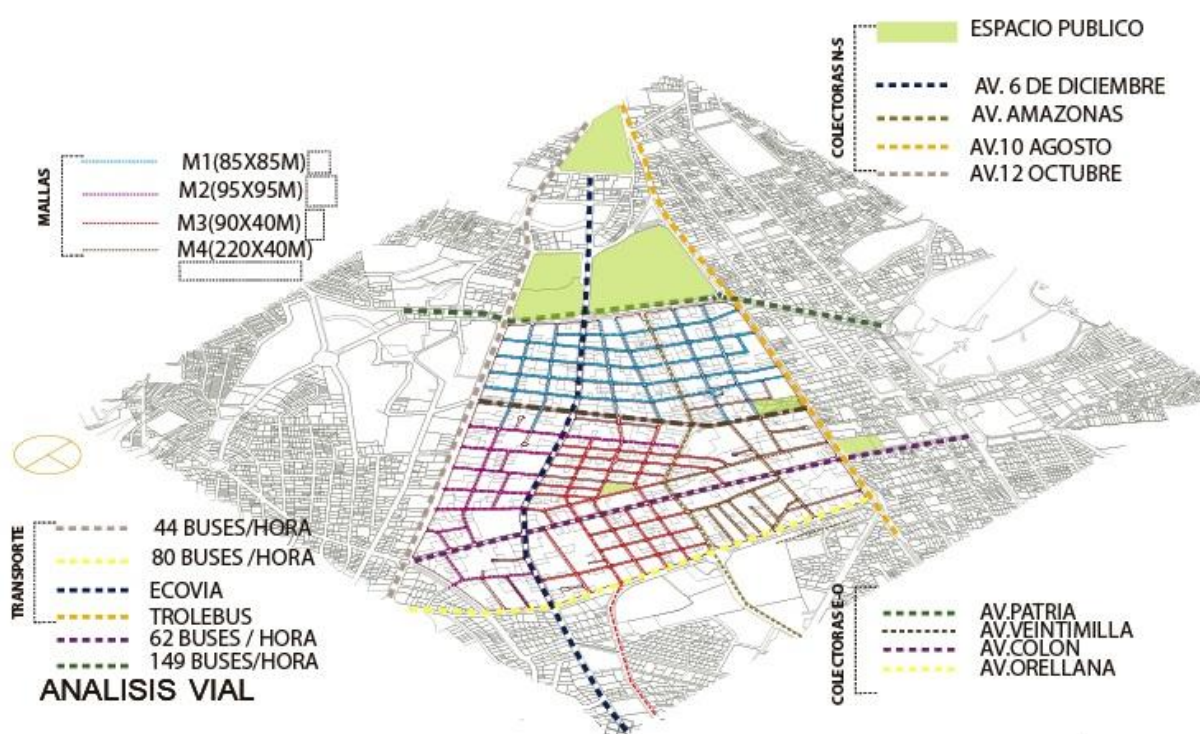 MALLAS
M1(85X85M)
M2(95X95M)
M3(90X40M)
M4(220X40M)
COLECTORAS N-S
ESPACIO PUBLICO
AV. 6 DE DICIEMBRE
AV. AMAZONAS
AV.10 AGOSTO
AV.12 OCTUBRE
TRANSPORTE
44 BUSES/HORA
80 BUSES /HORA
ECOVIA
TROLEBUS
62 BUSES / HORA
149 BUSES/HORA
ANALISIS VIAL
COLECTORAS E-O
AV.PATRIA
AV.VEINTIMILLA
AV.COLON
AV.ORELLANA